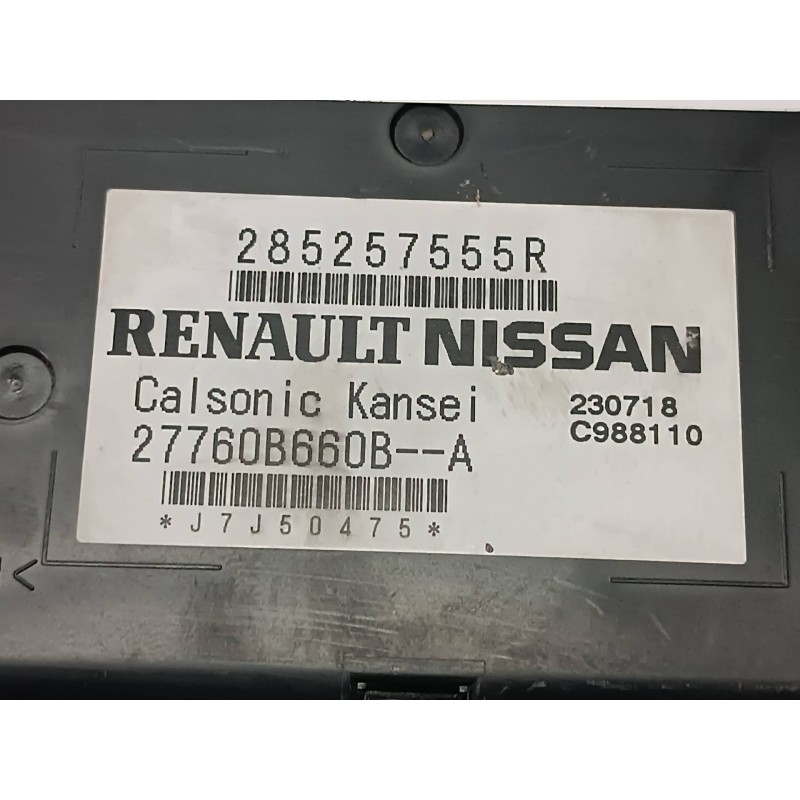 285257555R
RENAULT NISSAN
Calsonic Kansei 230718
27760B660B--A C988110
*J7J50475*
<